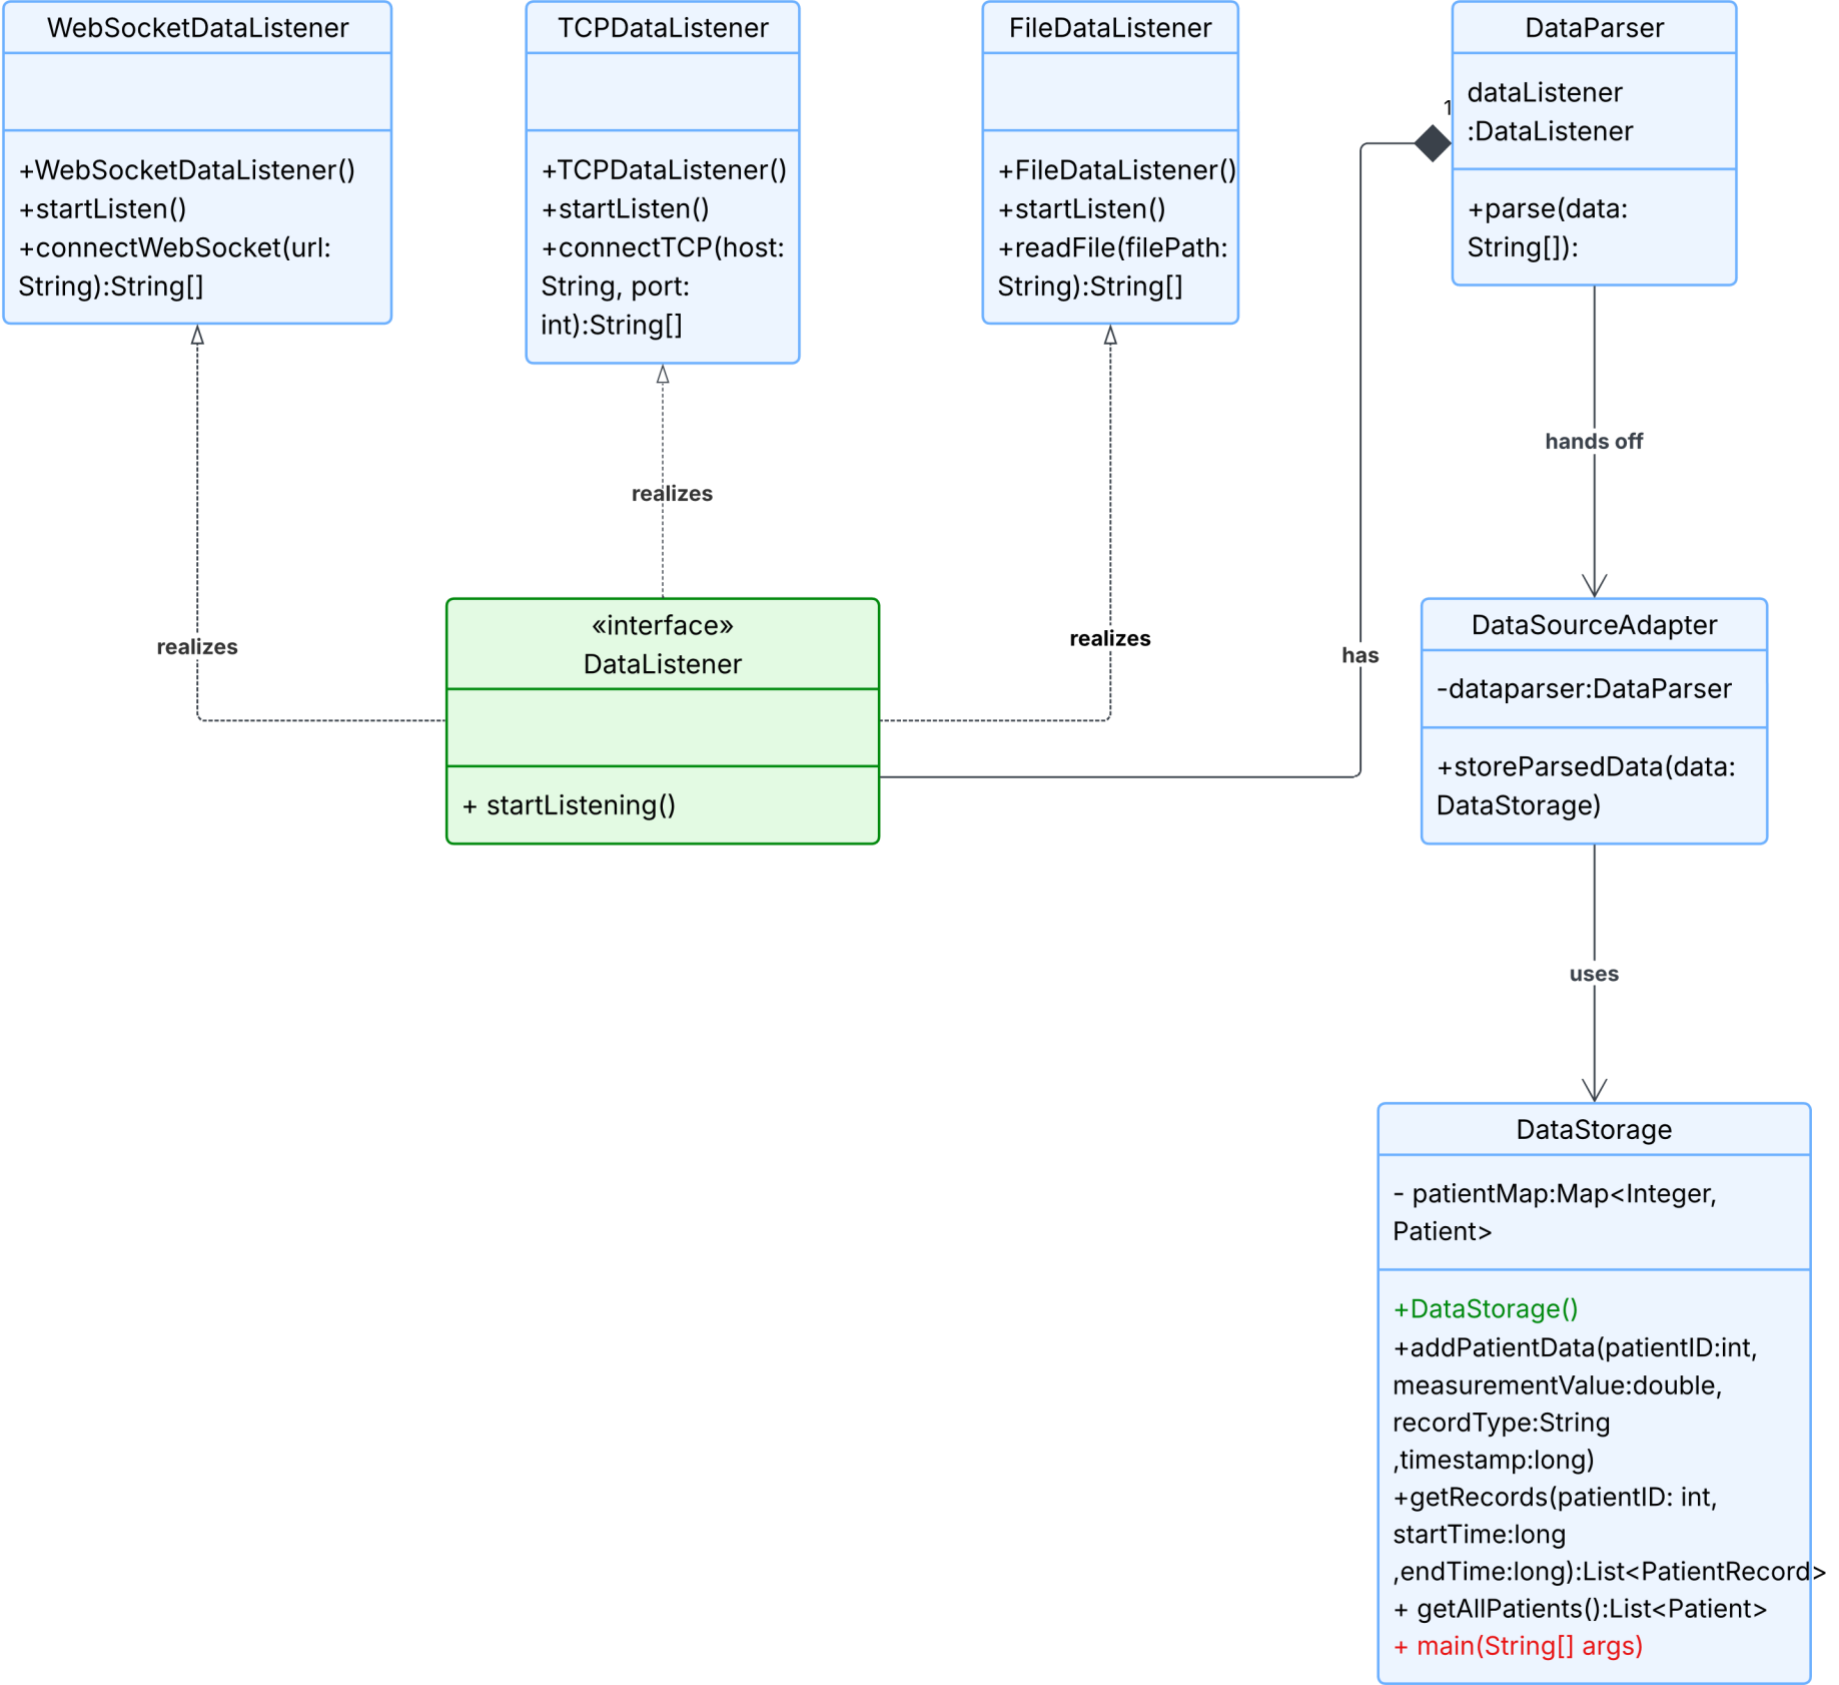 WebSocketDataListener
+WebSocketDataListener()
+startListen()
+connectWebSocket(url:
String):String[]
TCPDataListener
+TCPDataListener()
+startListen()
+connectTCP(host:
String, port:
int):String[]
FileDataListener
+FileDataListener()
+startListen()
+readFile(filePath:
String):String[]
DataParser
dataListener
:DataListener
+parse(data:
String[]):
1
hands off
realizes
realizes
realizes
has
«interface»
DataListener
+ startListening()
DataSourceAdapter
-dataparser:DataParser
+storeParsedData(data:
DataStorage)
uses
DataStorage
- patientMap:Map<Integer,
Patient>
+DataStorage()
+addPatientData(patientID:int,
measurementValue:double,
recordType:String
,timestamp:long)
+getRecords(patientID: int,
startTime:long
,endTime:long):List<PatientRecord>
+ getAllPatients():List<Patient>
+ main(String[] args)